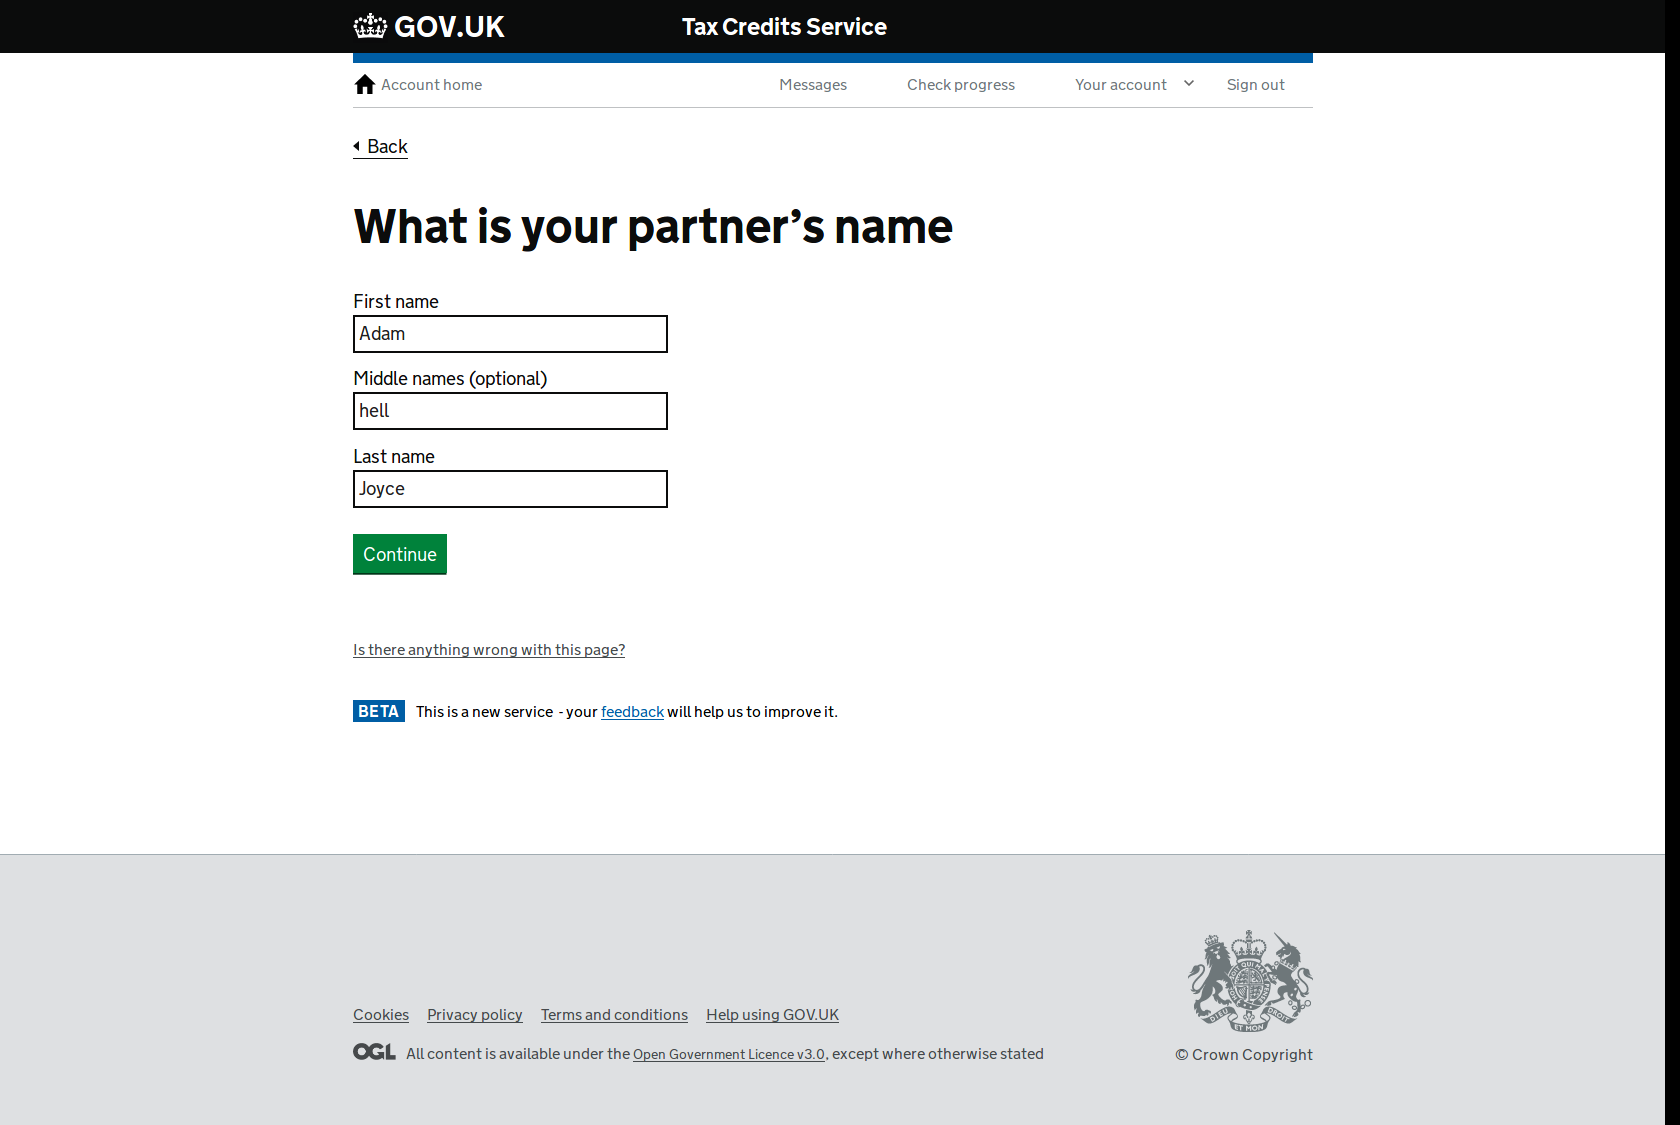 GOV.UK
Tax Credits Service
Account home
Messages
Check progress
Your account
Sign out
Back
What is your partner’s name
First name
Adam
Middle names (optional)
hell
Last name
Joyce
Continue
Is there anything wrong with this page?
BETA This is a new service - your feedback will help us to improve it.
Cookies
Privacy policy
Terms and conditions
Help using GOV.UK
OGL All content is available under the Open Government Licence v3.0, except where otherwise stated
DIEU ET MON DROIT
© Crown Copyright